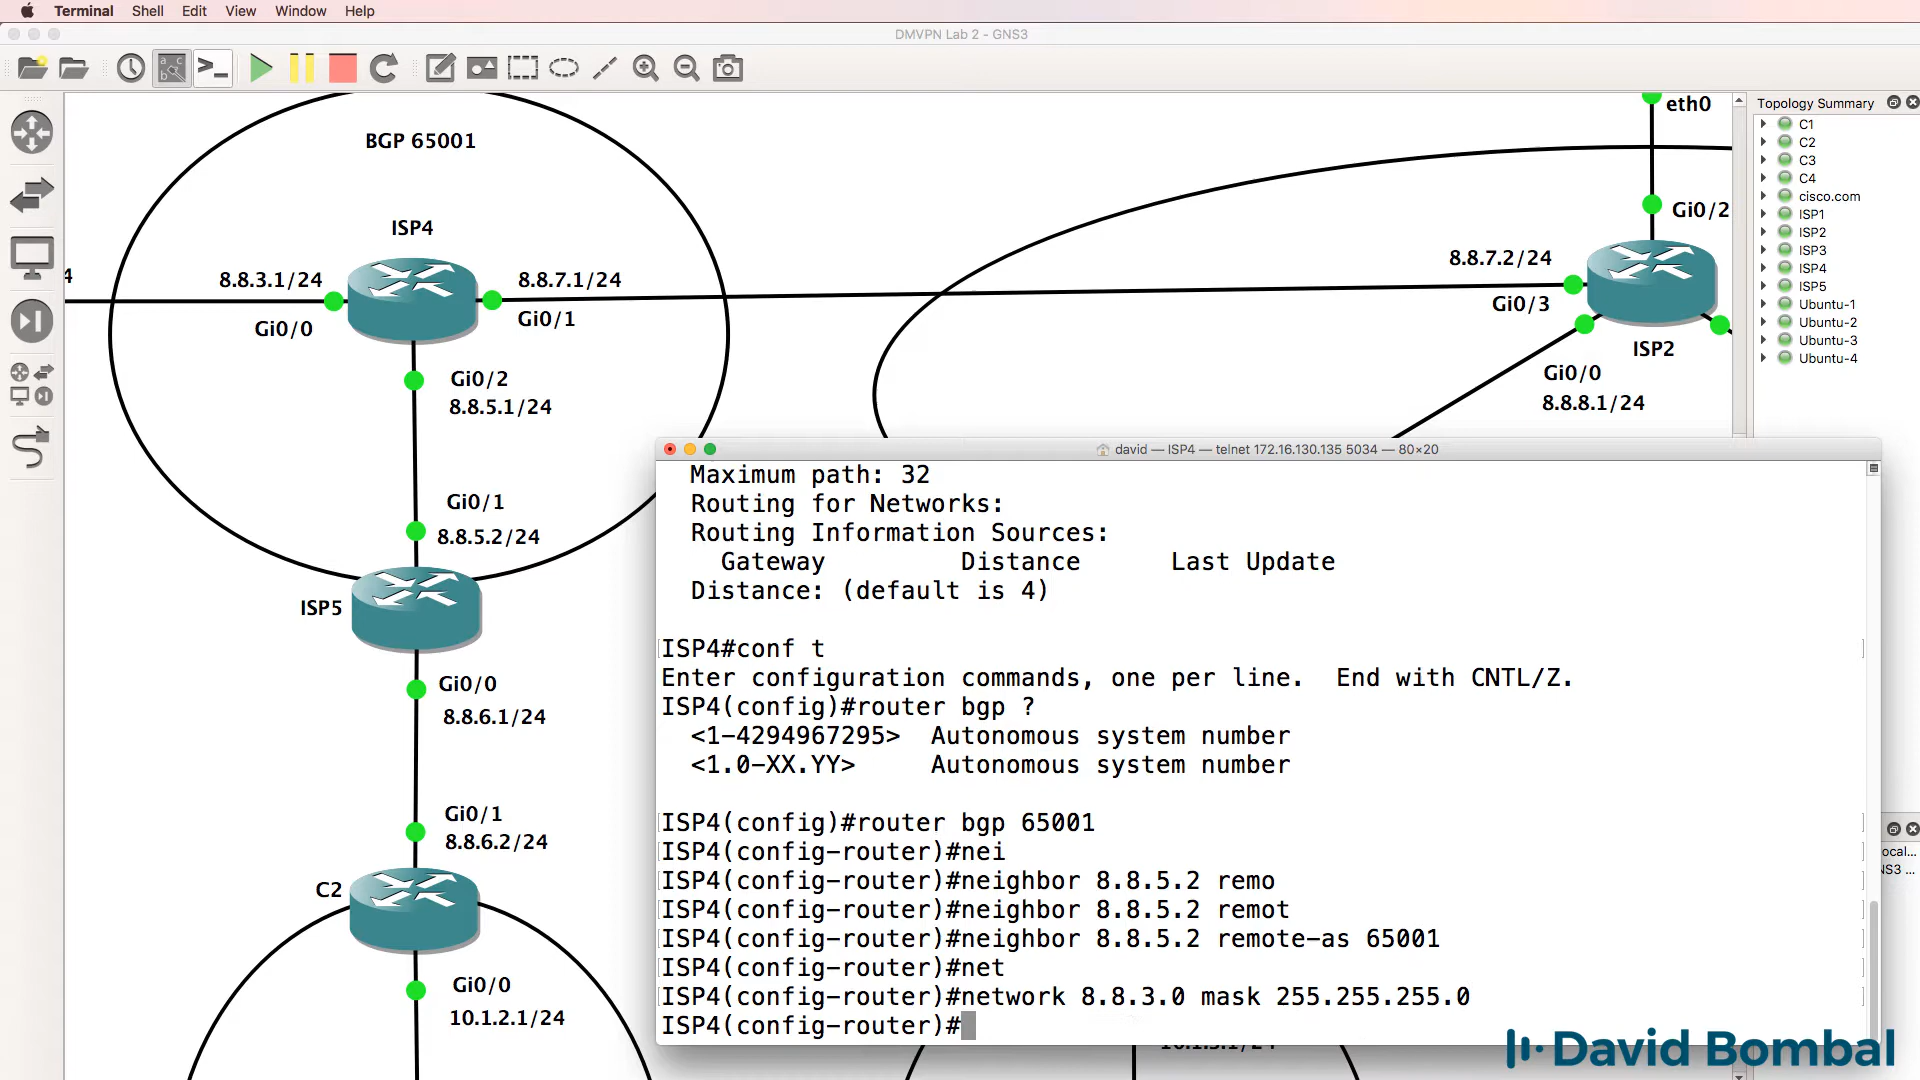 Terminal Shell Edit View Window Help
DMVPN Lab 2 - GNS3
BGP 65001
ISP4
8.8.3.1/24
8.8.7.1/24
Gi0/0
Gi0/1
4
Gi0/2
8.8.5.1/24
Gi0/1
8.8.5.2/24
ISP5
Gi0/0
8.8.6.1/24
Gi0/1
8.8.6.2/24
C2
Gi0/0
10.1.2.1/24
eth0
Gi0/2
8.8.7.2/24
Gi0/3
ISP2
Gi0/0
8.8.8.1/24
Topology Summary
C1
C2
C3
C4
cisco.com
ISP1
ISP2
ISP3
ISP4
ISP5
Ubuntu-1
Ubuntu-2
Ubuntu-3
Ubuntu-4
david — ISP4 — telnet 172.16.130.135 5034 — 80×20
Maximum path: 32
Routing for Networks:
Routing Information Sources:
Gateway Distance Last Update
Distance: (default is 4)
ISP4#conf t
Enter configuration commands, one per line. End with CNTL/Z.
ISP4(config)#router bgp ?
<1-4294967295> Autonomous system number
<1.0-XX.YY> Autonomous system number
ISP4(config)#router bgp 65001
ISP4(config-router)#nei
ISP4(config-router)#neighbor 8.8.5.2 remo
ISP4(config-router)#neighbor 8.8.5.2 remot
ISP4(config-router)#neighbor 8.8.5.2 remote-as 65001
ISP4(config-router)#net
ISP4(config-router)#network 8.8.3.0 mask 255.255.255.0
ISP4(config-router)#
ocal...
NS3 ...
David Bombal